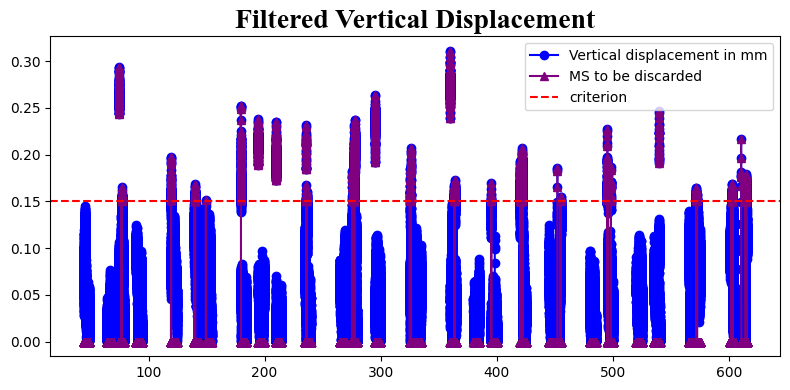 Filtered Vertical Displacement
Vertical displacement in mm
MS to be discarded
criterion
0.30
0.25
0.20
0.15
0.10
0.05
0.00
100 200 300 400 500 600